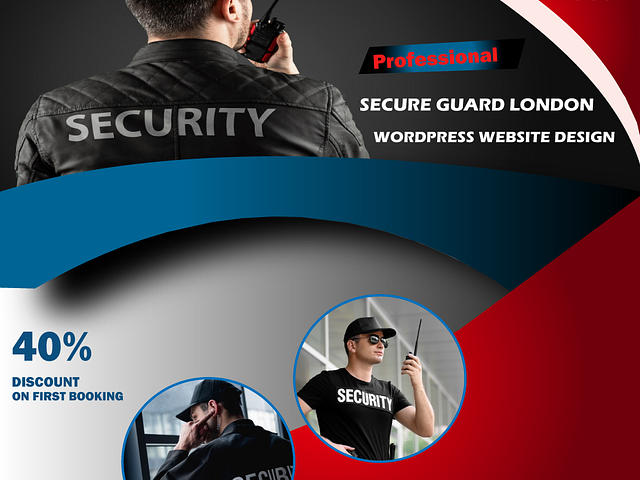 Professional
SECURITY
SECURE GUARD LONDON
WORDPRESS WEBSITE DESIGN
40%
DISCOUNT
ON FIRST BOOKING
SECURITY